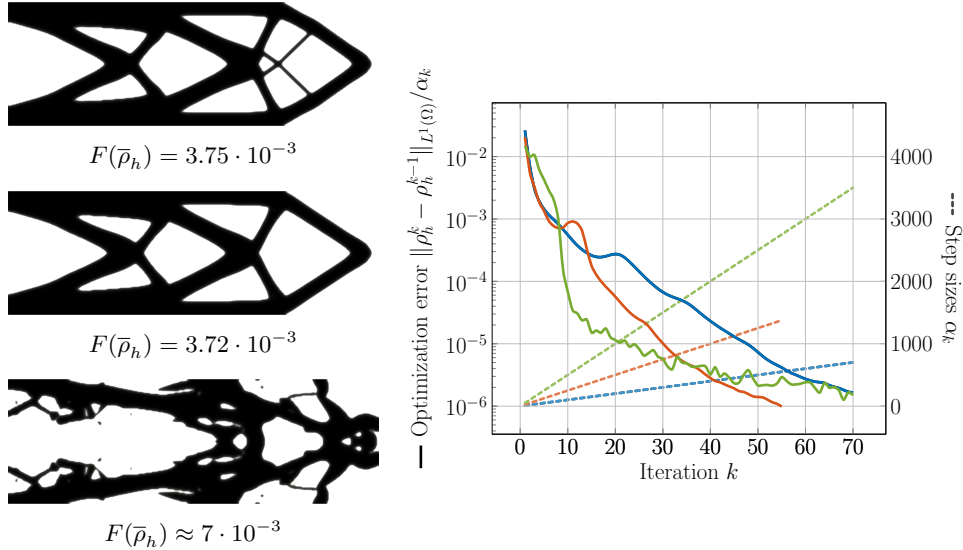 F(ρ̅_h) = 3.75 · 10⁻³
F(ρ̅_h) = 3.72 · 10⁻³
F(ρ̅_h) ≈ 7 · 10⁻³
Optimization error ‖ρ_h^k − ρ_h^{k−1}‖_{L¹(Ω)}/α_k
10⁻²
10⁻³
10⁻⁴
10⁻⁵
10⁻⁶
0 10 20 30 40 50 60 70
Iteration k
4000
3000
2000
1000
0
Step sizes α_k